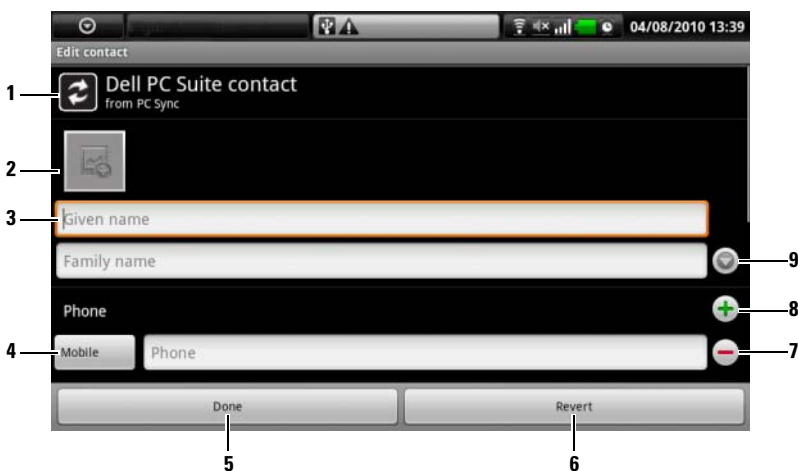 04/08/2010 13:39
Edit contact
1
Dell PC Suite contact
from PC Sync
2
3
Given name
Family name
9
Phone
8
4
Mobile
Phone
7
Done
Revert
5
6